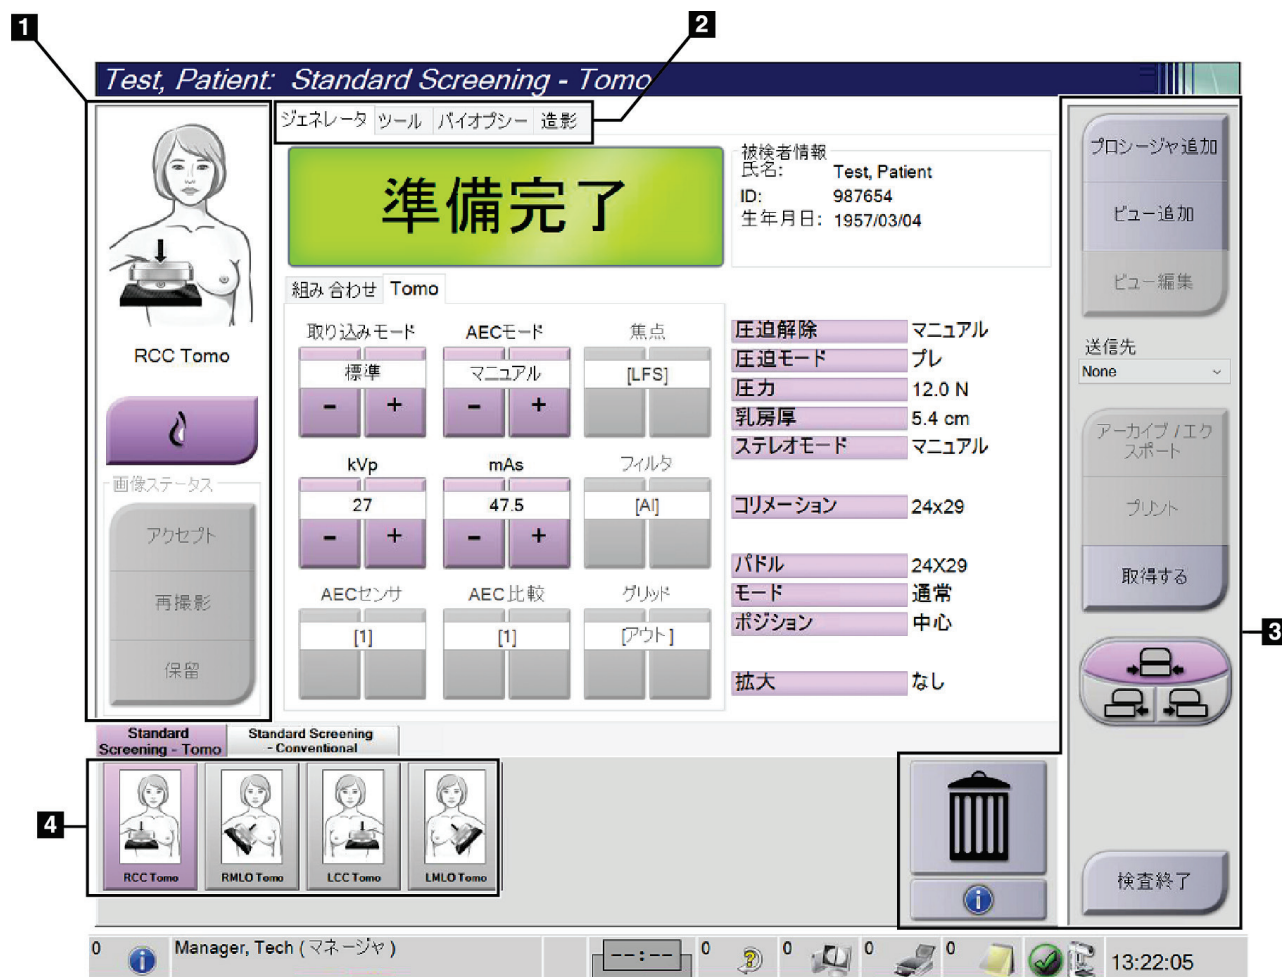 1
2
Test, Patient: Standard Screening - Tomo
ジェネレータ ツール バイオプシー 造影
準備完了
被検者情報
氏名: Test, Patient
ID: 987654
生年月日: 1957/03/04
プロシージャ追加
ビュー追加
ビュー編集
送信先
None
アーカイブ / エク
スポート
プリント
取得する
3
検査終了
RCC Tomo
画像ステータス
アクセプト
再撮影
保留
組み合わせ Tomo
取り込みモード AECモード 焦点
標準 マニュアル [LFS]
- + - +
kVp mAs フィルタ
27 47.5 [Al]
- + - +
AECセンサ AEC比較 グリッド
[1] [1] [アウト]
圧迫解除 マニュアル
圧迫モード プレ
圧力 12.0 N
乳房厚 5.4 cm
ステレオモード マニュアル
コリメーション 24x29
パドル 24X29
モード 通常
ポジション 中心
拡大 なし
Standard
Screening - Tomo
Standard Screening
- Conventional
4
RCC Tomo RMLO Tomo LCC Tomo LMLO Tomo
0 Manager, Tech ( マネージャ ) --:-- 0 0 0 0 13:22:05